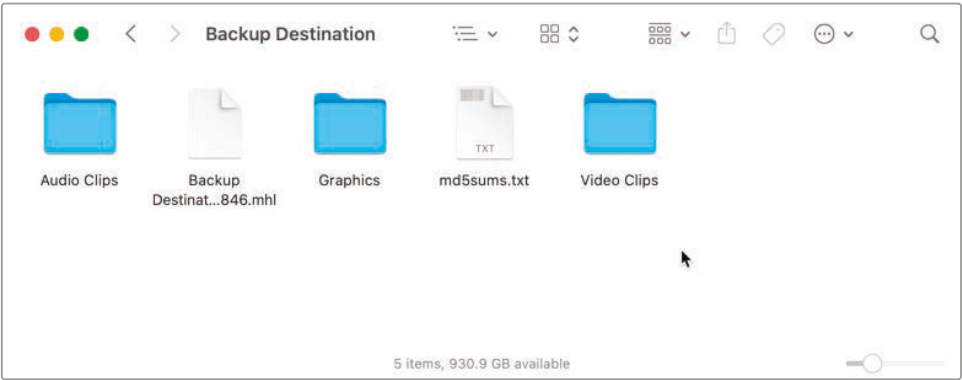 Backup Destination
TXT
Audio Clips
Backup
Destinat...846.mhl
Graphics
md5sums.txt
Video Clips
5 items, 930.9 GB available